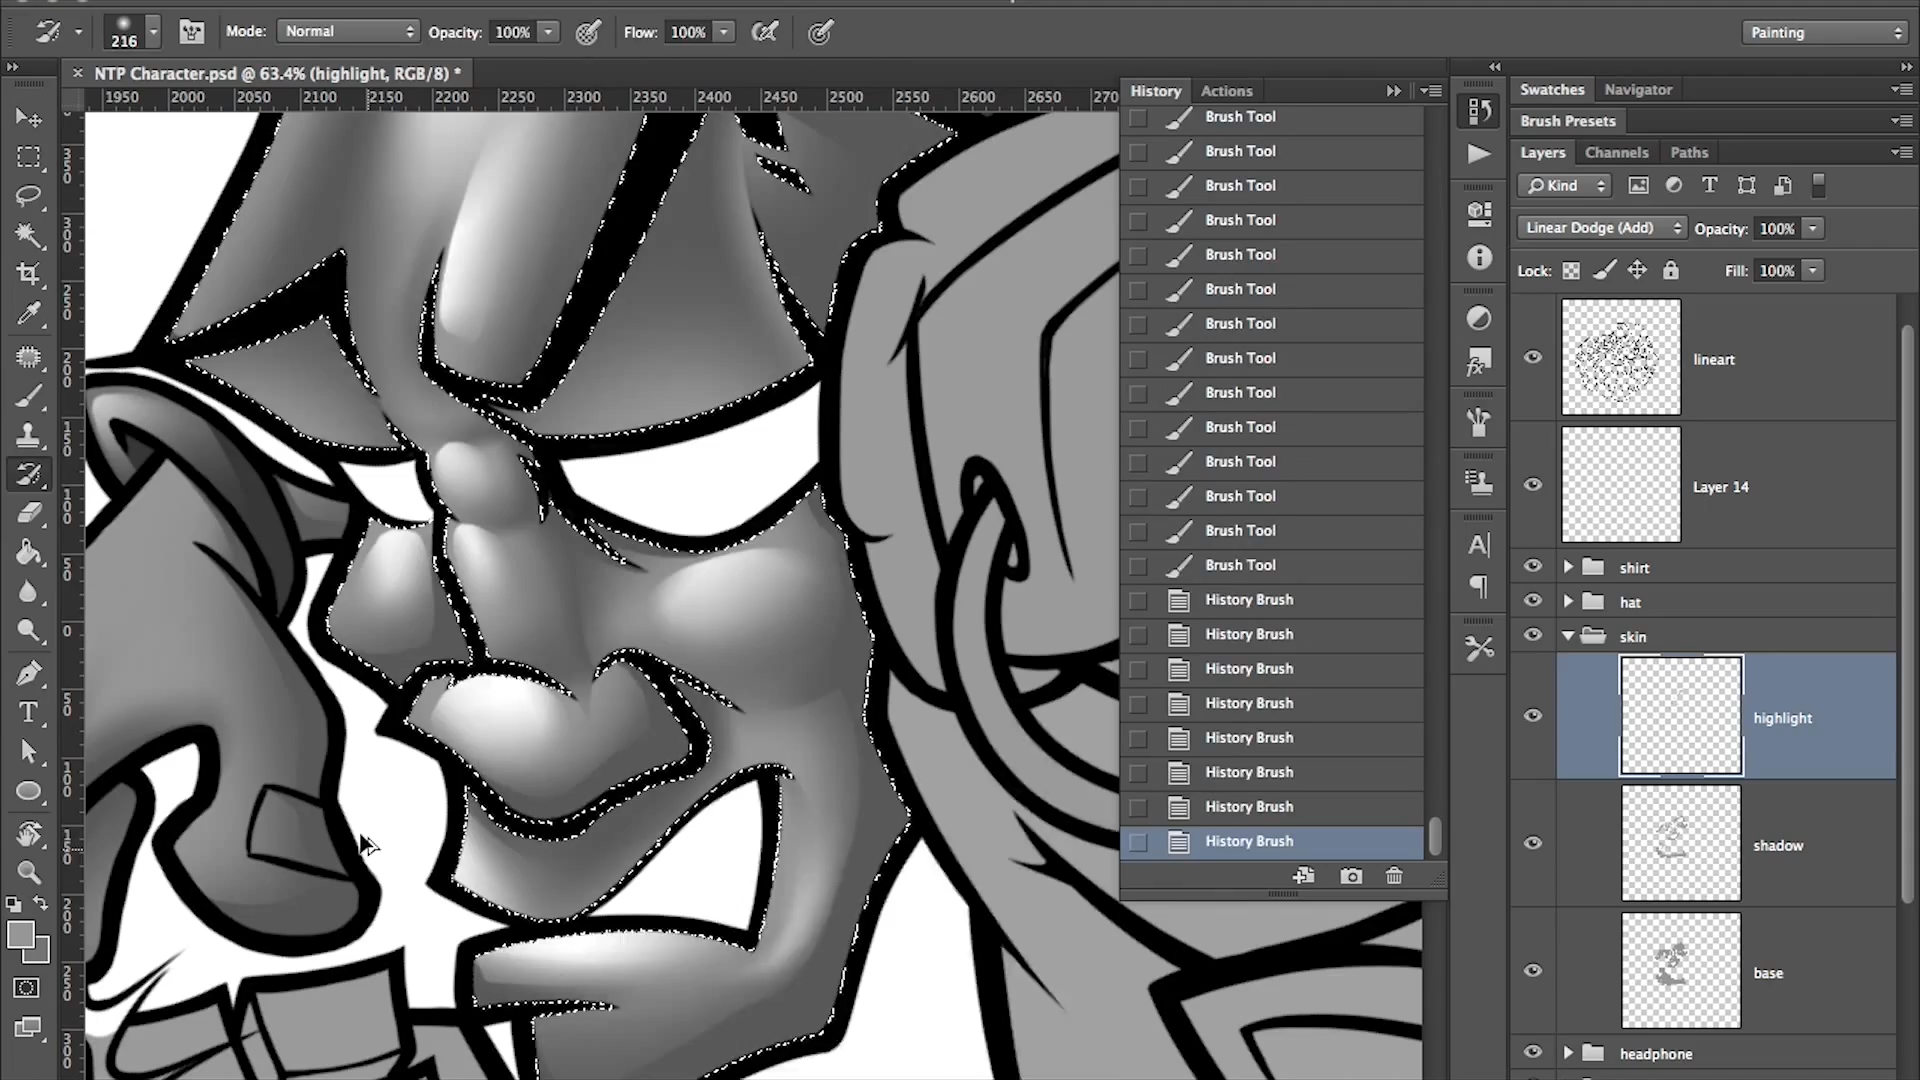 216
Mode:
Normal
Opacity:
100%
Flow:
100%
Painting
NTP Character.psd @ 63.4% (highlight, RGB/8) *
1950
2000
2050
2100
2150
2200
2250
2300
2350
2400
2450
2500
2550
2600
2650
2700
History
Actions
Brush Tool
Brush Tool
Brush Tool
Brush Tool
Brush Tool
Brush Tool
Brush Tool
Brush Tool
Brush Tool
Brush Tool
Brush Tool
Brush Tool
Brush Tool
Brush Tool
History Brush
History Brush
History Brush
History Brush
History Brush
History Brush
History Brush
History Brush
Swatches
Navigator
Brush Presets
Layers
Channels
Paths
Kind
Linear Dodge (Add)
Opacity:
100%
Lock:
Fill:
100%
lineart
Layer 14
shirt
hat
skin
highlight
shadow
base
headphone